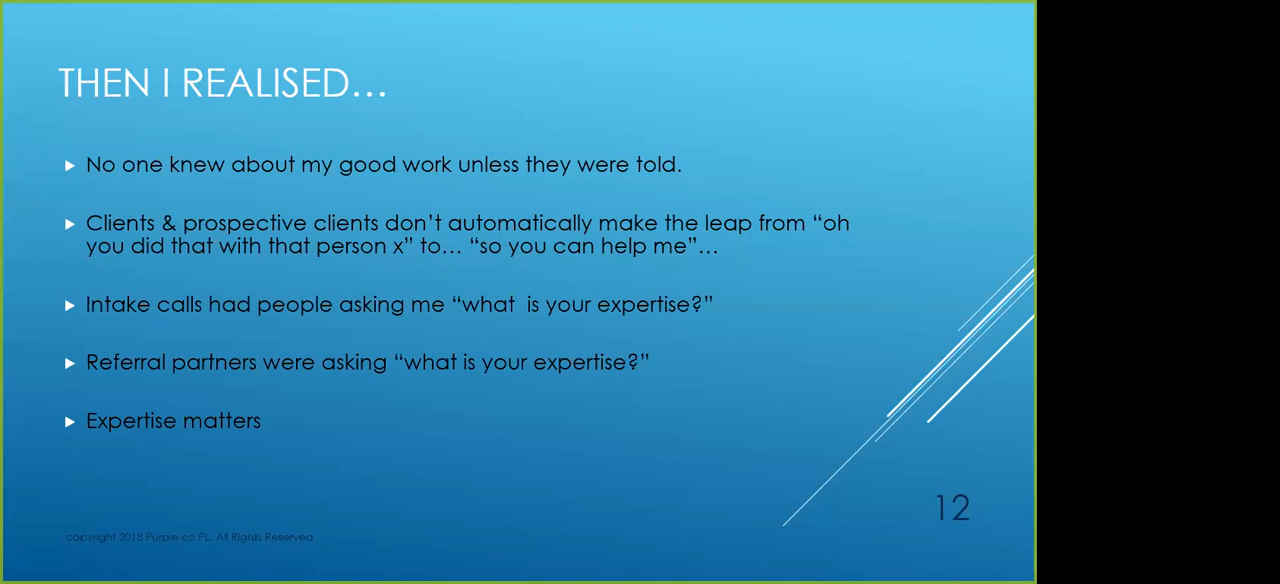 THEN I REALISED…
No one knew about my good work unless they were told.
Clients & prospective clients don’t automatically make the leap from “oh
you did that with that person x” to… “so you can help me”…
Intake calls had people asking me “what  is your expertise?”
Referral partners were asking “what is your expertise?”
Expertise matters
12
copyright 2018 Purple co PL. All Rights Reserved